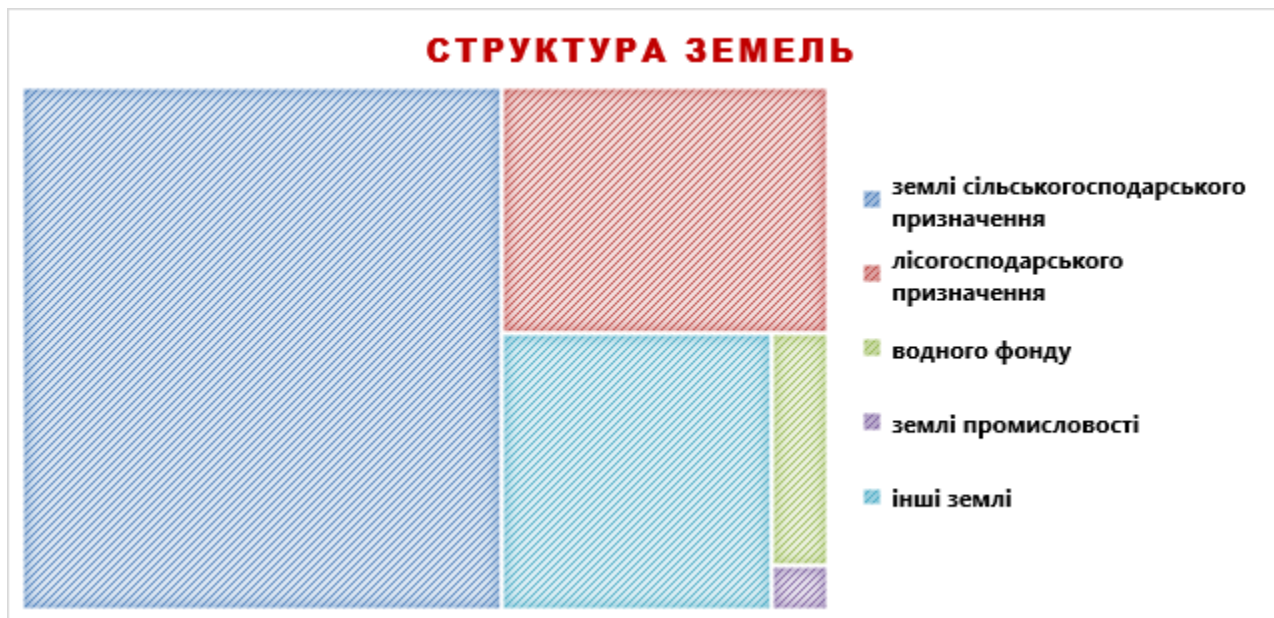 СТРУКТУРА ЗЕМЕЛЬ
землі сільськогосподарського
призначення
лісогосподарського
призначення
водного фонду
землі промисловості
інші землі